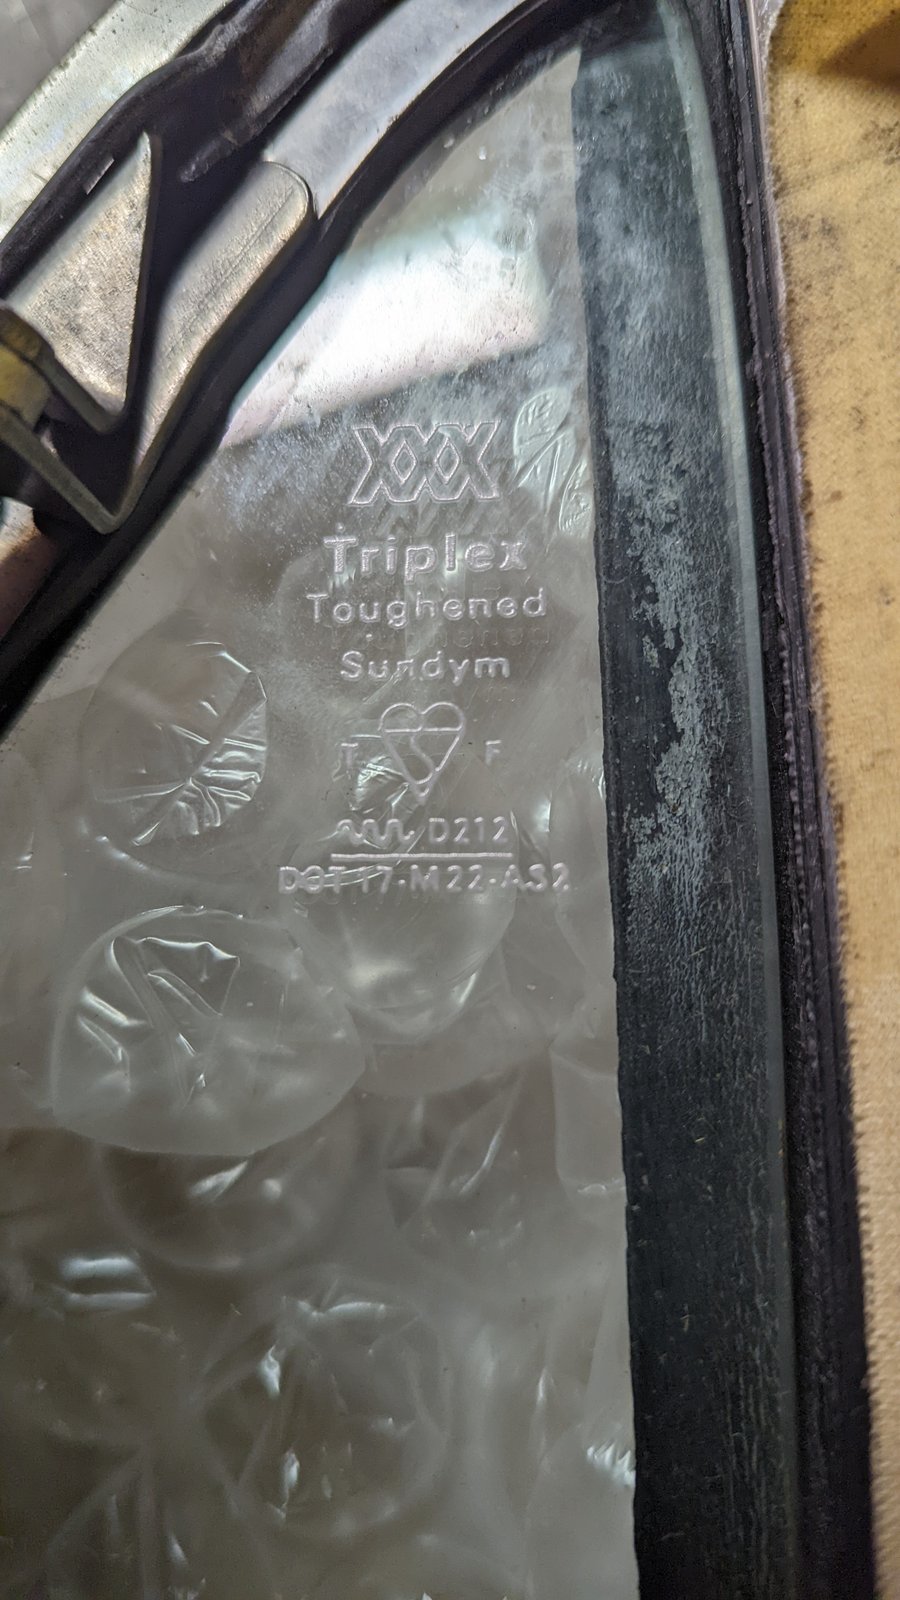 XXX
Triplex
Toughened
Sundym
T F
D212
DOT 17·M22·AS2